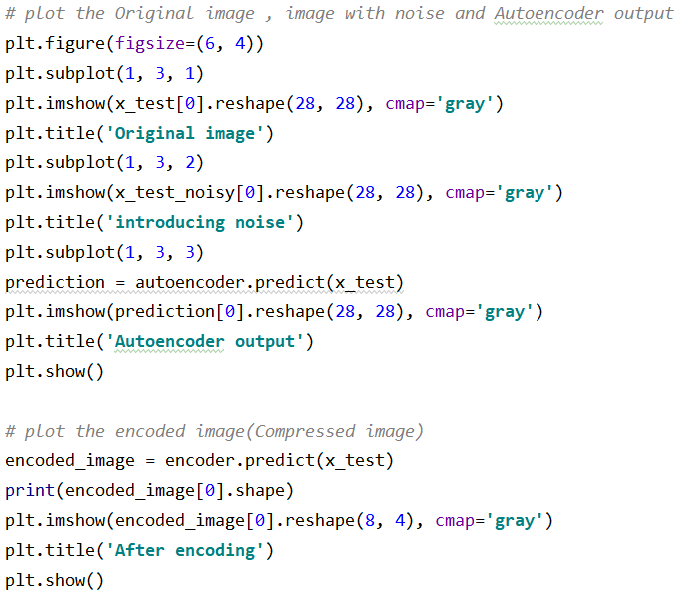 # plot the Original image , image with noise and Autoencoder output
plt.figure(figsize=(6, 4))
plt.subplot(1, 3, 1)
plt.imshow(x_test[0].reshape(28, 28), cmap='gray')
plt.title('Original image')
plt.subplot(1, 3, 2)
plt.imshow(x_test_noisy[0].reshape(28, 28), cmap='gray')
plt.title('introducing noise')
plt.subplot(1, 3, 3)
prediction = autoencoder.predict(x_test)
plt.imshow(prediction[0].reshape(28, 28), cmap='gray')
plt.title('Autoencoder output')
plt.show()

# plot the encoded image(Compressed image)
encoded_image = encoder.predict(x_test)
print(encoded_image[0].shape)
plt.imshow(encoded_image[0].reshape(8, 4), cmap='gray')
plt.title('After encoding')
plt.show()